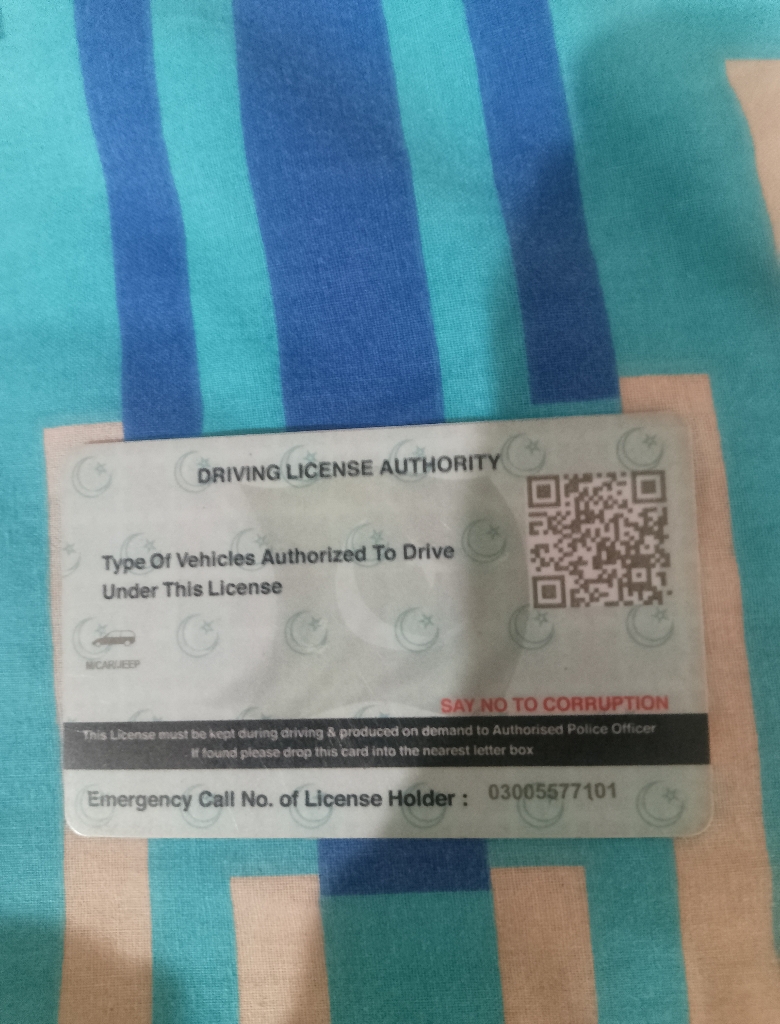 DRIVING LICENSE AUTHORITY
Type Of Vehicles Authorized To Drive
Under This License
M/CAR/JEEP
SAY NO TO CORRUPTION
This License must be kept during driving & produced on demand to Authorised Police Officer
If found please drop this card into the nearest letter box
Emergency Call No. of License Holder : 03005577101